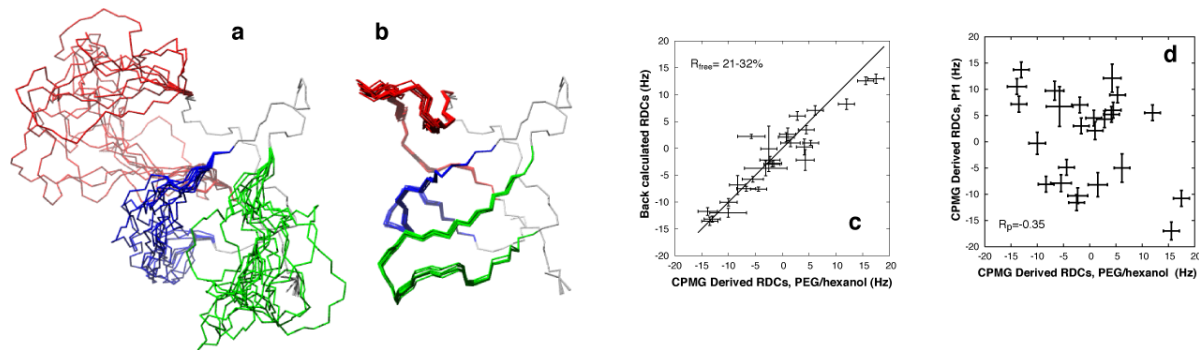 a
b
20
15
10
5
0
-5
-10
-15
-20
Back calculated RDCs (Hz)
R_free= 21-32%
c
-20 -15 -10 -5 0 5 10 15 20
CPMG Derived RDCs, PEG/hexanol (Hz)
20
15
10
5
0
-5
-10
-15
-20
CPMG Derived RDCs, Pf1 (Hz)
d
R_p=-0.35
-20 -15 -10 -5 0 5 10 15 20
CPMG Derived RDCs, PEG/hexanol (Hz)